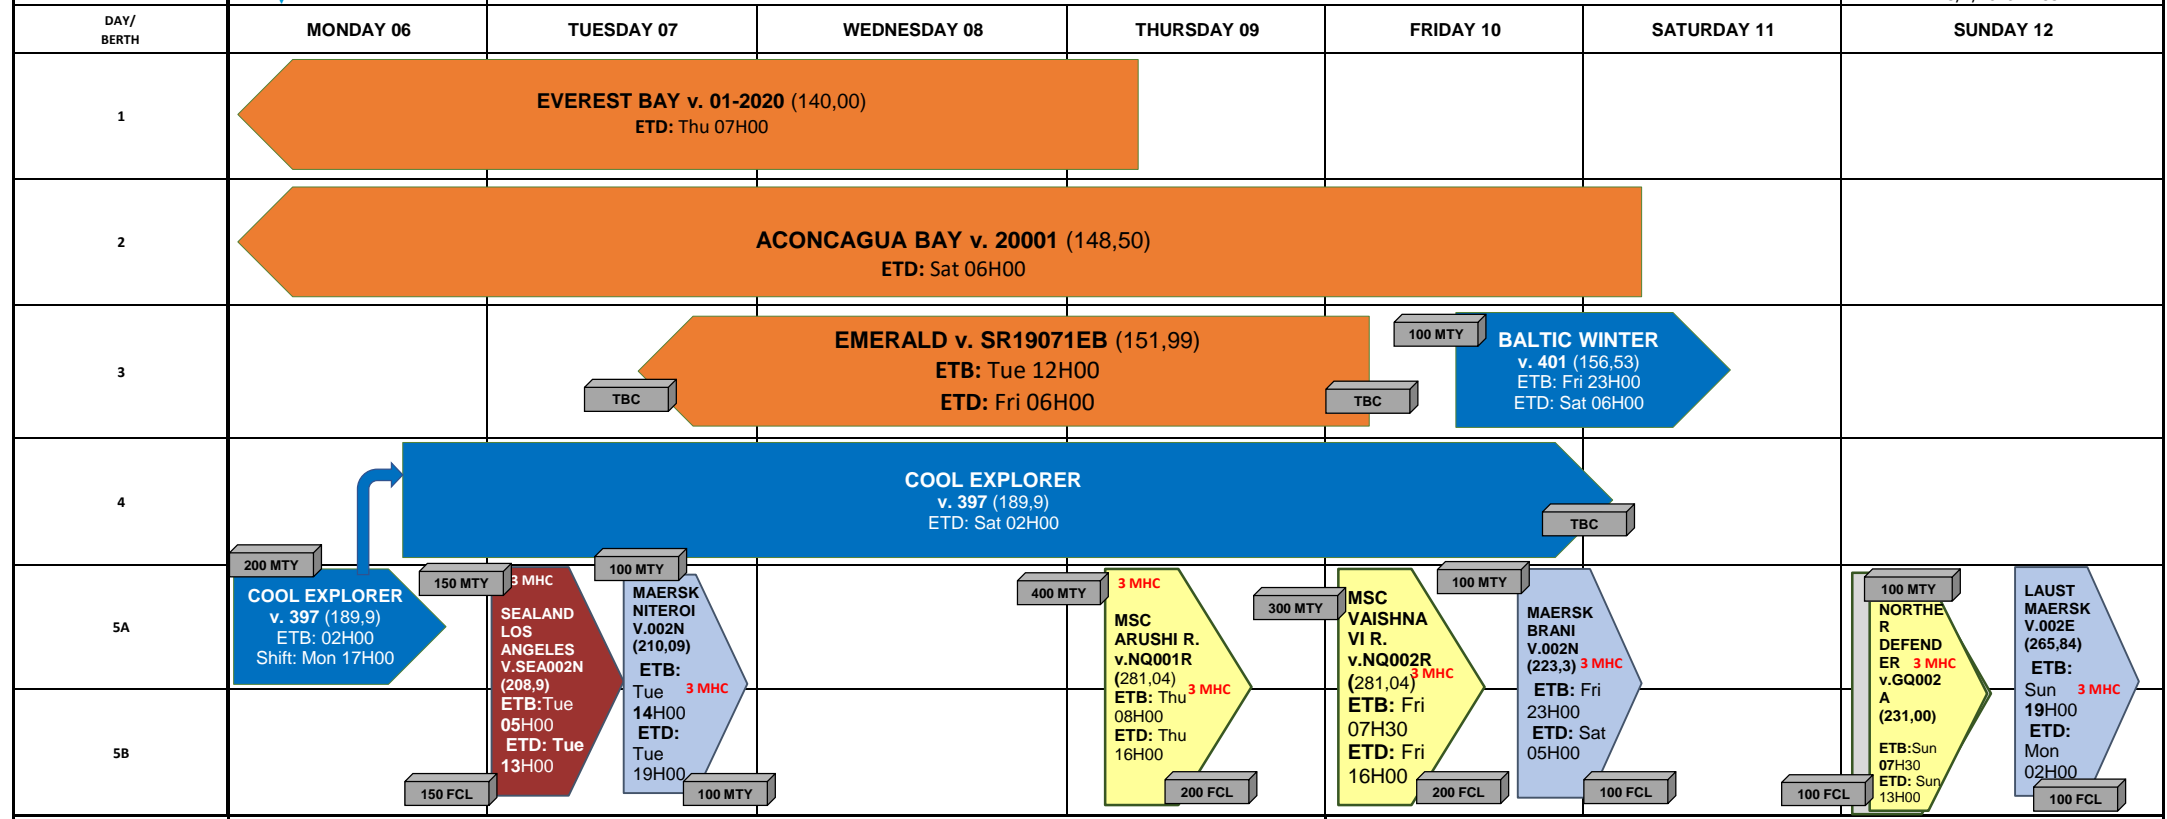 DAY/
BERTH
MONDAY 06
TUESDAY 07
WEDNESDAY 08
THURSDAY 09
FRIDAY 10
SATURDAY 11
SUNDAY 12
1
EVEREST BAY v. 01-2020 (140,00)
ETD: Thu 07H00
2
ACONCAGUA BAY v. 20001 (148,50)
ETD: Sat 06H00
3
TBC
EMERALD v. SR19071EB (151,99)
ETB: Tue 12H00
ETD: Fri 06H00
TBC
100 MTY
BALTIC WINTER
v. 401 (156,53)
ETB: Fri 23H00
ETD: Sat 06H00
4
COOL EXPLORER
v. 397 (189,9)
ETD: Sat 02H00
TBC
5A
5B
200 MTY
COOL EXPLORER
v. 397 (189,9)
ETB: 02H00
Shift: Mon 17H00
150 MTY
3 MHC
SEALAND
LOS
ANGELES
V.SEA002N
(208,9)
ETB:Tue
05H00
ETD: Tue
13H00
150 FCL
100 MTY
MAERSK
NITEROI
V.002N
(210,09)
ETB:
Tue
14H00
ETD:
Tue
19H00
3 MHC
100 MTY
400 MTY
3 MHC
MSC
ARUSHI R.
v.NQ001R
(281,04)
ETB: Thu
08H00
ETD: Thu
16H00
3 MHC
200 FCL
300 MTY
MSC
VAISHNA
VI R.
v.NQ002R
(281,04)
ETB: Fri
07H30
ETD: Fri
16H00
3 MHC
200 FCL
100 MTY
MAERSK
BRANI
V.002N
(223,3)
ETB: Fri
23H00
ETD: Sat
05H00
3 MHC
100 FCL
100 MTY
NORTHE
R
DEFEND
ER
v.GQ002
A
(231,00)
ETB:Sun
07H30
ETD: Sun
13H00
3 MHC
100 FCL
LAUST
MAERSK
V.002E
(265,84)
ETB:
Sun
19H00
ETD:
Mon
02H00
3 MHC
100 FCL